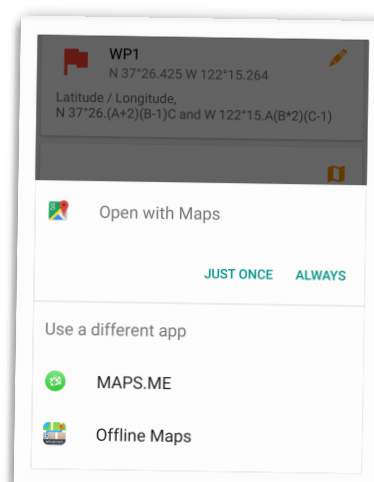 WP1
N 37°26.425 W 122°15.264
Latitude / Longitude,
N 37°26.(A+2)(B-1)C and W 122°15.A(B*2)(C-1)
Open with Maps
JUST ONCE ALWAYS
Use a different app
MAPS.ME
Offline Maps